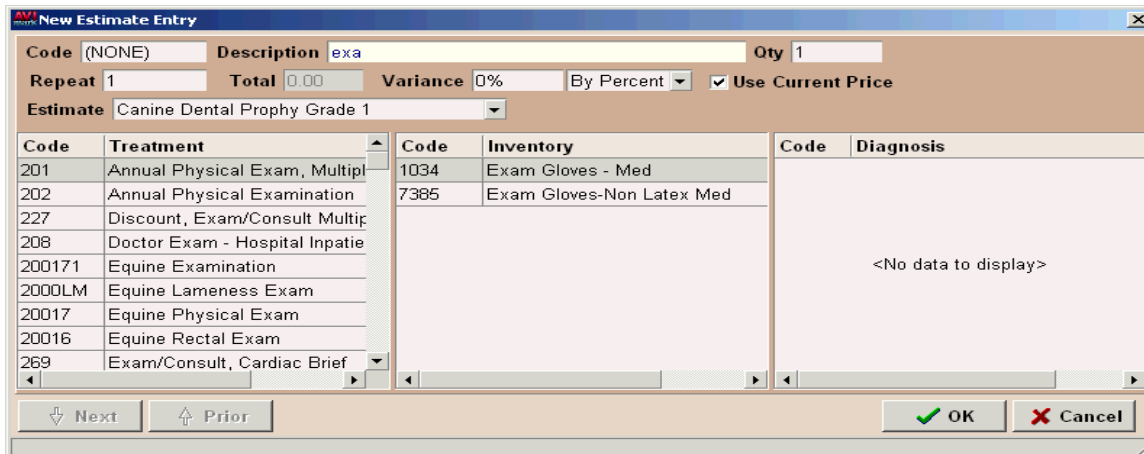 AVImark New Estimate Entry
Code (NONE) Description exa Qty 1
Repeat 1 Total 0.00 Variance 0% By Percent Use Current Price
Estimate Canine Dental Prophy Grade 1
Code Treatment Code Inventory Code Diagnosis
201 Annual Physical Exam, Multipl 1034 Exam Gloves - Med
202 Annual Physical Examination 7385 Exam Gloves-Non Latex Med
227 Discount, Exam/Consult Multip
208 Doctor Exam - Hospital Inpatie
200171 Equine Examination <No data to display>
2000LM Equine Lameness Exam
20017 Equine Physical Exam
20016 Equine Rectal Exam
269 Exam/Consult, Cardiac Brief
Next Prior OK Cancel